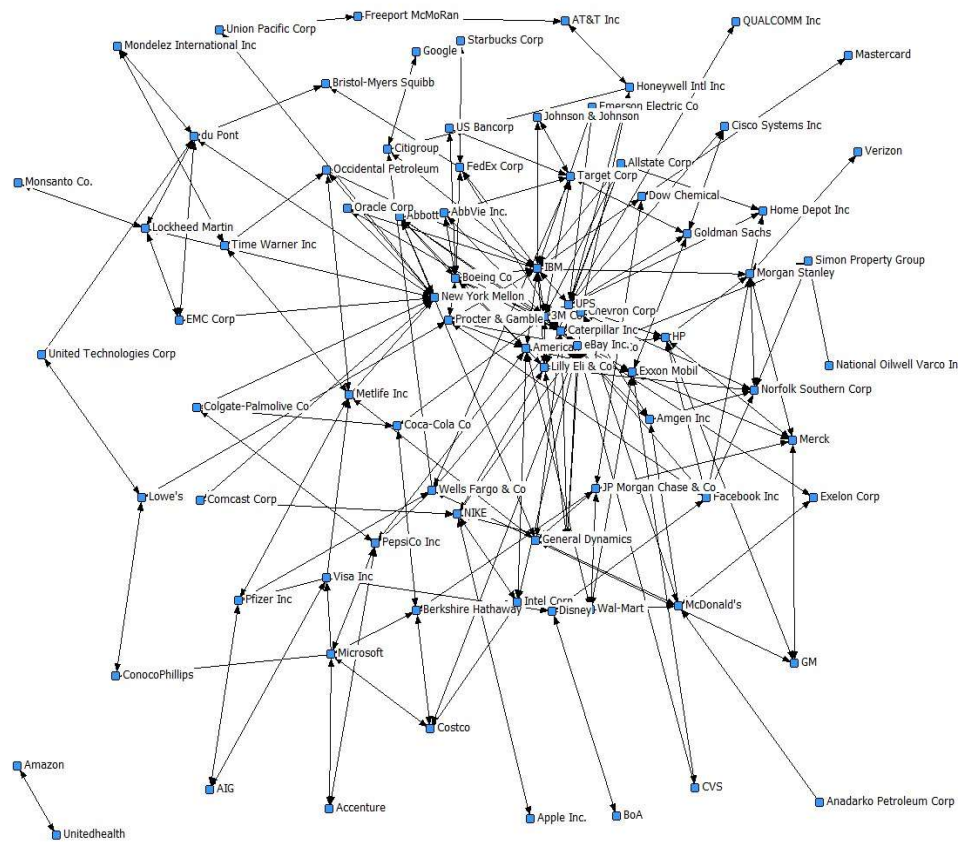 Freeport McMoRan
AT&T Inc
QUALCOMM Inc
Union Pacific Corp
Starbucks Corp
Mondelez International Inc
Google
Mastercard
Bristol-Myers Squibb
Honeywell Intl Inc
Emerson Electric Co
Johnson & Johnson
US Bancorp
Cisco Systems Inc
du Pont
Citigroup
Verizon
FedEx Corp
Allstate Corp
Occidental Petroleum
Target Corp
Monsanto Co.
Dow Chemical
Oracle Corp
Abbott
AbbVie Inc.
Home Depot Inc
Lockheed Martin
Goldman Sachs
Time Warner Inc
Simon Property Group
IBM
Morgan Stanley
Boeing Co
New York Mellon
UPS
Chevron Corp
EMC Corp
Procter & Gamble
3M Co
Caterpillar Inc
HP
America
eBay Inc.
United Technologies Corp
Lilly Eli & Co
Exxon Mobil
National Oilwell Varco In
Norfolk Southern Corp
Metlife Inc
Colgate-Palmolive Co
Amgen Inc
Coca-Cola Co
Merck
Wells Fargo & Co
JP Morgan Chase & Co
Lowe's
Comcast Corp
Facebook Inc
Exelon Corp
NIKE
PepsiCo Inc
General Dynamics
Visa Inc
Pfizer Inc
Intel Corp
Berkshire Hathaway
Disney
Wal-Mart
McDonald's
Microsoft
GM
ConocoPhillips
Costco
Amazon
AIG
CVS
Accenture
Anadarko Petroleum Corp
Apple Inc.
BoA
Unitedhealth